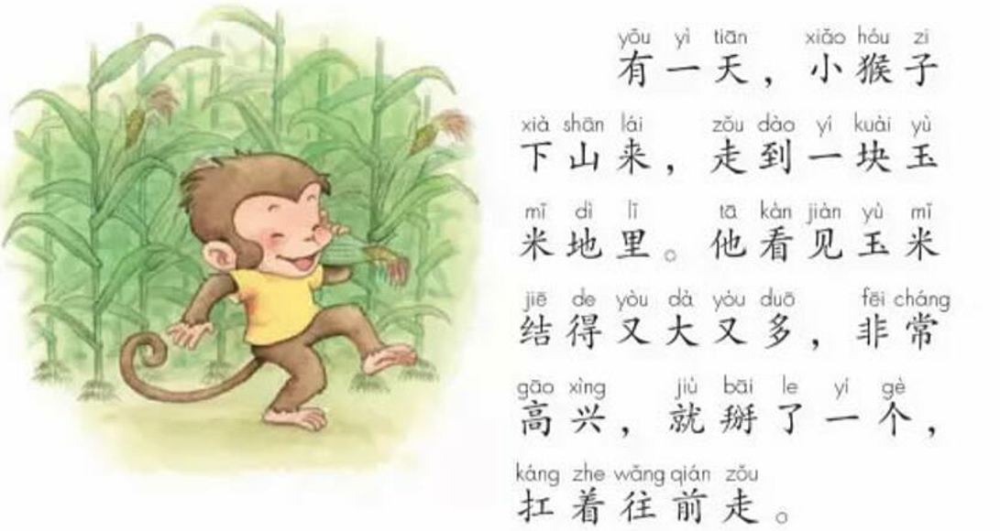 yǒu yì tiān xiǎo hóu zi
有一天，小猴子
xià shān lái zǒu dào yí kuài yù
下山来，走到一块玉
mǐ dì lǐ tā kàn jiàn yù mǐ
米地里。他看见玉米
jiē de yòu dà yòu duō fēi cháng
结得又大又多，非常
gāo xìng jiù bāi le yí gè
高兴，就掰了一个，
káng zhe wǎng qián zǒu
扛着往前走。